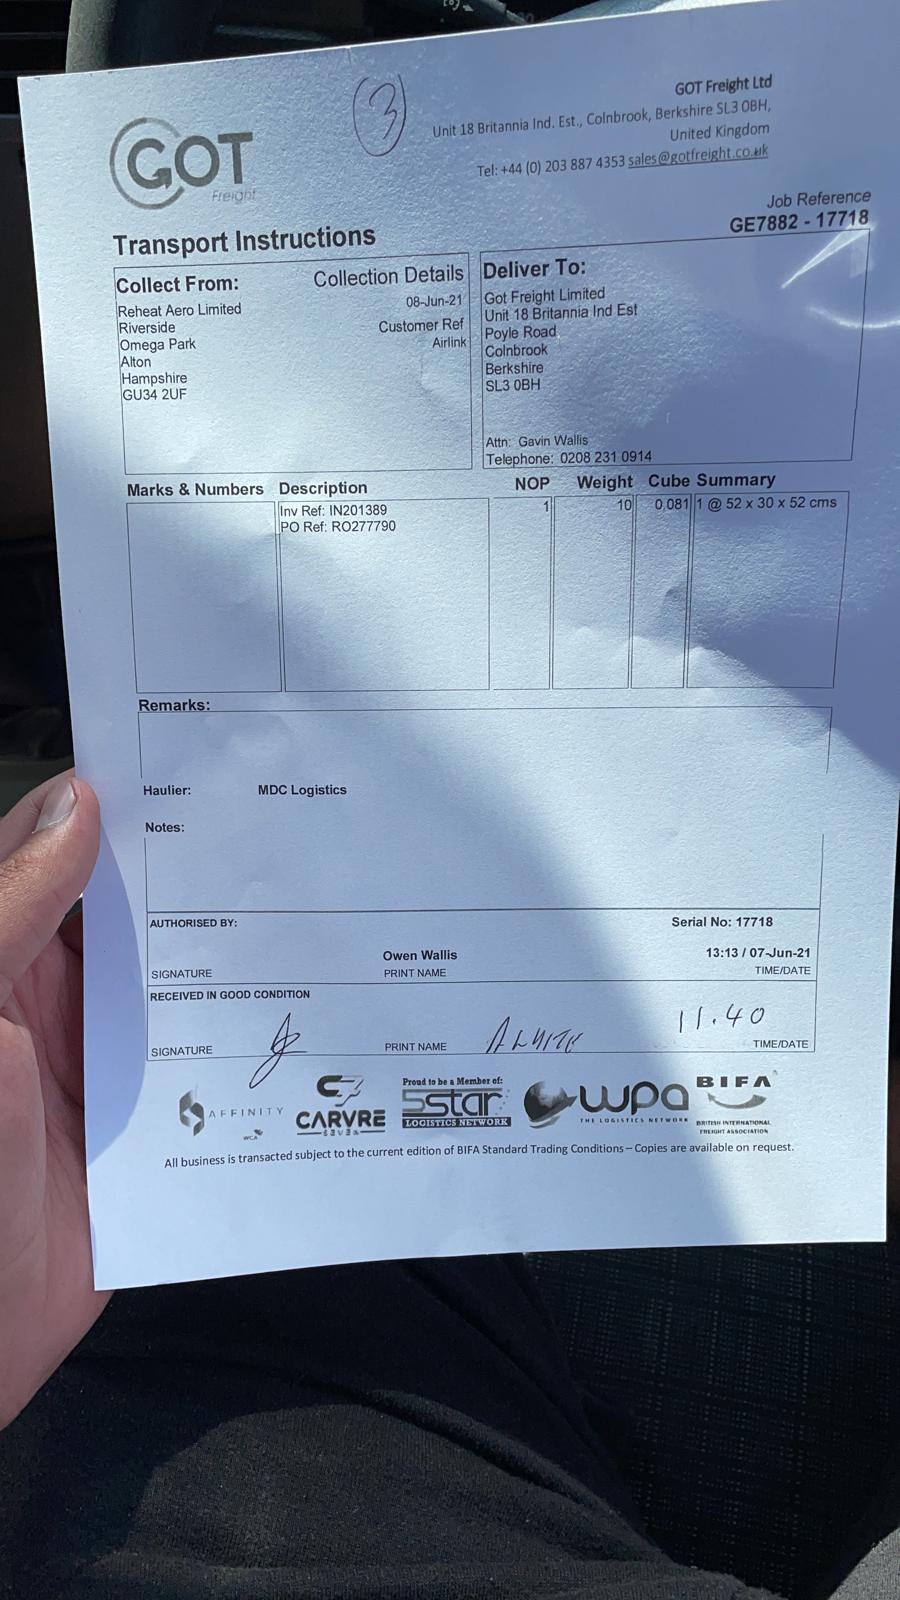 3
GOT
Freight
GOT Freight Ltd
Unit 18 Britannia Ind. Est., Colnbrook, Berkshire SL3 0BH,
United Kingdom
Tel: +44 (0) 203 887 4353 sales@gotfreight.co.uk
Job Reference
GE7882 - 17718
Transport Instructions
Collect From:
Reheat Aero Limited
Riverside
Omega Park
Alton
Hampshire
GU34 2UF
Collection Details
08-Jun-21
Customer Ref
Airlink
Deliver To:
Got Freight Limited
Unit 18 Britannia Ind Est
Poyle Road
Colnbrook
Berkshire
SL3 0BH
Attn: Gavin Wallis
Telephone: 0208 231 0914
Marks & Numbers Description NOP Weight Cube Summary
Inv Ref: IN201389 1 10 0.081 1 @ 52 x 30 x 52 cms
PO Ref: RO277790
Remarks:
Haulier: MDC Logistics
Notes:
AUTHORISED BY: Serial No: 17718
Owen Wallis 13:13 / 07-Jun-21
SIGNATURE PRINT NAME TIME/DATE
RECEIVED IN GOOD CONDITION
11.40
SIGNATURE PRINT NAME TIME/DATE
AFFINITY
WCA
CARVRE
SEVEN
Proud to be a Member of:
5star
LOGISTICS NETWORK
wpa
THE LOGISTICS NETWORK
BIFA
BRITISH INTERNATIONAL
FREIGHT ASSOCIATION
All business is transacted subject to the current edition of BIFA Standard Trading Conditions – Copies are available on request.